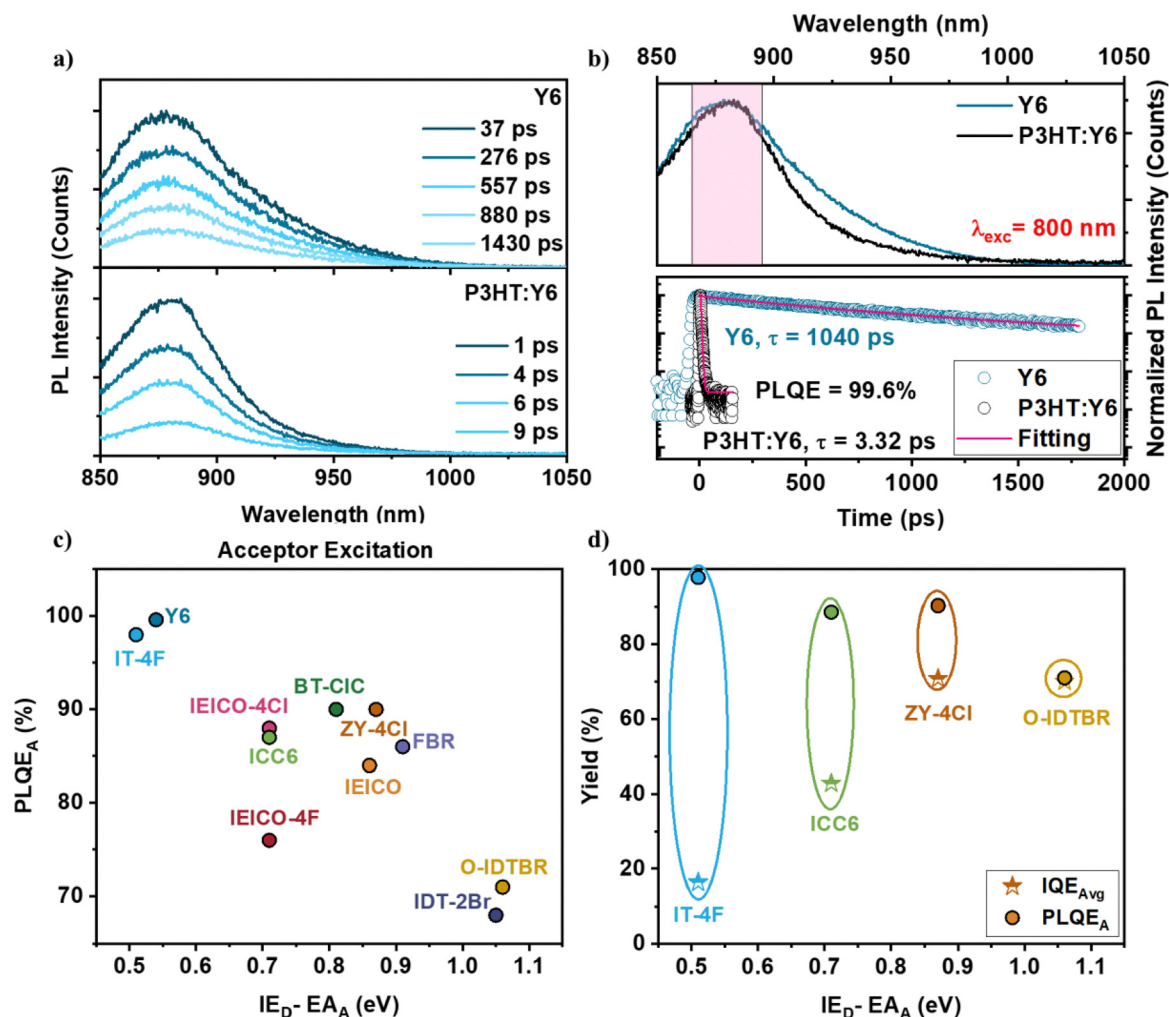 a)
Y6
37 ps
276 ps
557 ps
880 ps
1430 ps
P3HT:Y6
1 ps
4 ps
6 ps
9 ps
PL Intensity (Counts)
850 900 950 1000 1050
Wavelength (nm)
b)
Wavelength (nm)
850 895 950 1000 1050
Y6
P3HT:Y6
λexc= 800 nm
Y6, τ = 1040 ps
PLQE = 99.6%
P3HT:Y6, τ = 3.32 ps
Y6
P3HT:Y6
Fitting
Normalized PL Intensity (Counts)
0 500 1000 1500 2000
Time (ps)
c)
Acceptor Excitation
100
90
80
70
PLQEA (%)
Y6
IT-4F
IEICO-4Cl
ICC6
BT-CIC
ZY-4Cl
FBR
IEICO
IEICO-4F
O-IDTBR
IDT-2Br
0.5 0.6 0.7 0.8 0.9 1.0 1.1
IED- EAA (eV)
d)
100
80
60
40
20
0
Yield (%)
IT-4F
ICC6
ZY-4Cl
O-IDTBR
IQEAvg
PLQEA
0.5 0.6 0.7 0.8 0.9 1.0 1.1
IED- EAA (eV)